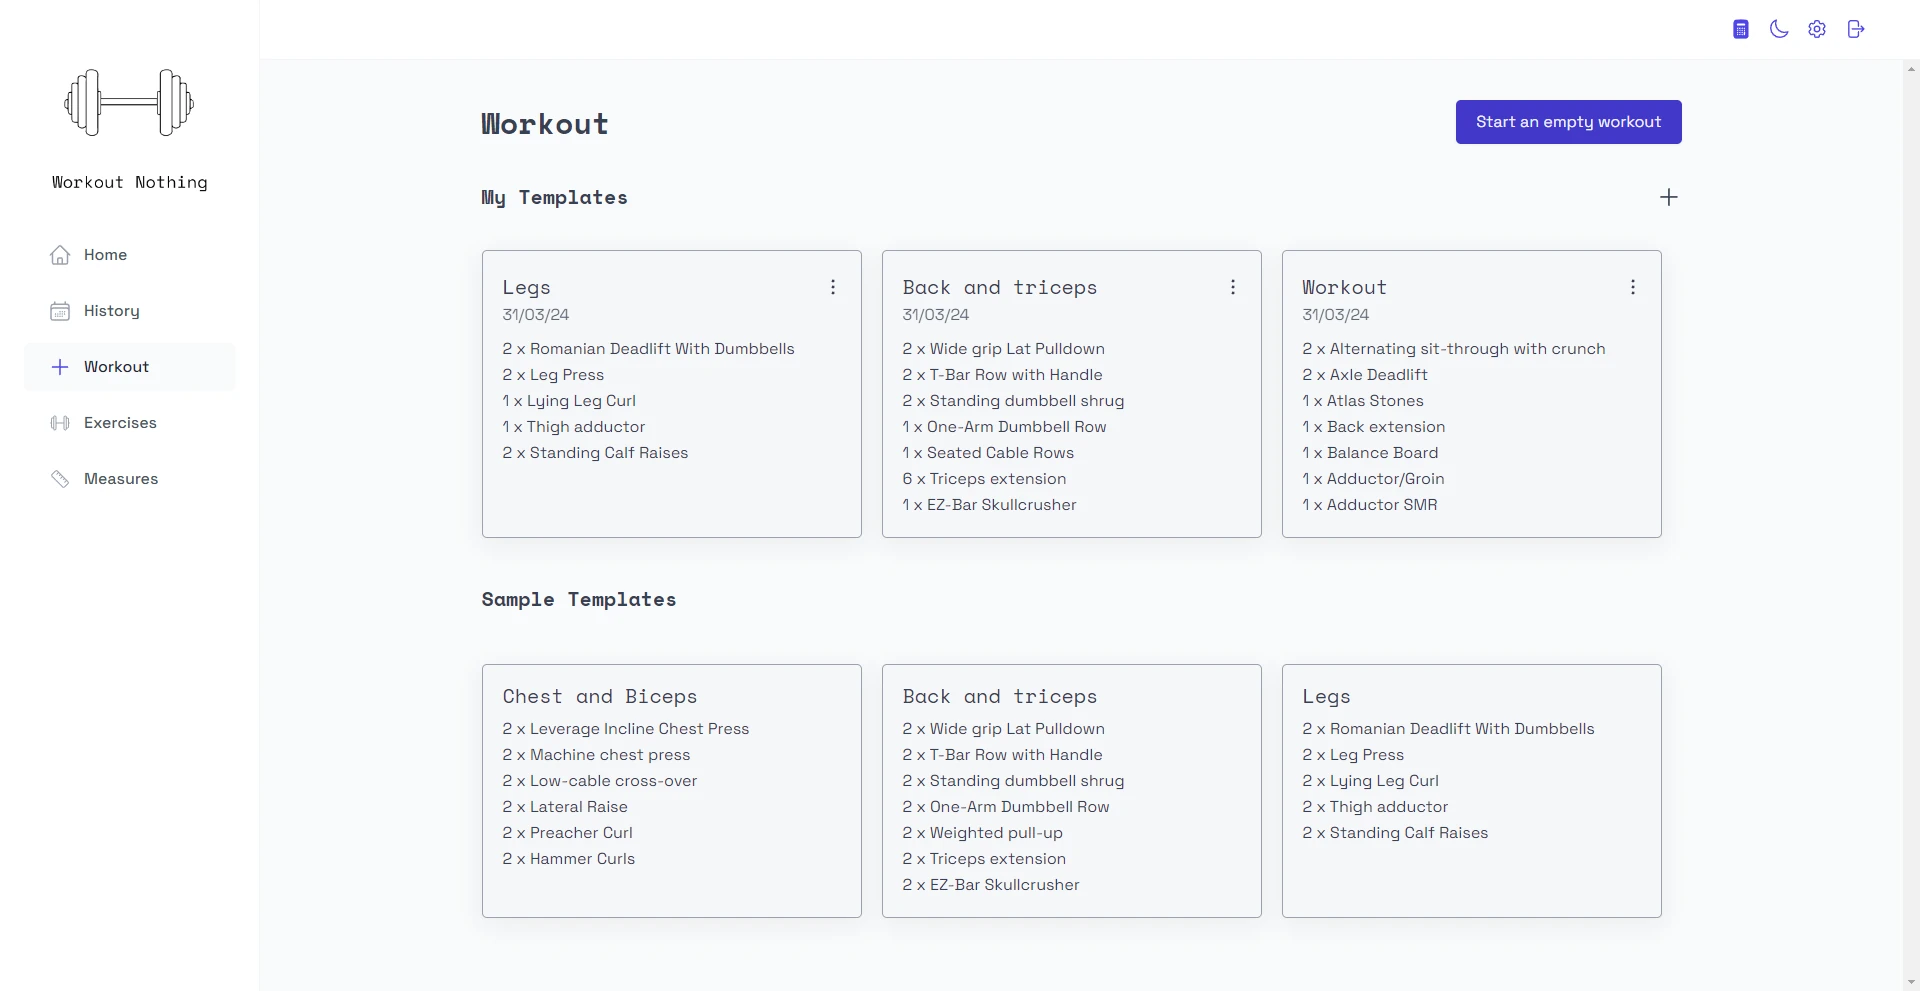 Workout Nothing
Home
History
Workout
Exercises
Measures
Workout
Start an empty workout
My Templates
Legs
31/03/24
2 x Romanian Deadlift With Dumbbells
2 x Leg Press
1 x Lying Leg Curl
1 x Thigh adductor
2 x Standing Calf Raises
Back and triceps
31/03/24
2 x Wide grip Lat Pulldown
2 x T-Bar Row with Handle
2 x Standing dumbbell shrug
1 x One-Arm Dumbbell Row
1 x Seated Cable Rows
6 x Triceps extension
1 x EZ-Bar Skullcrusher
Workout
31/03/24
2 x Alternating sit-through with crunch
2 x Axle Deadlift
1 x Atlas Stones
1 x Back extension
1 x Balance Board
1 x Adductor/Groin
1 x Adductor SMR
Sample Templates
Chest and Biceps
2 x Leverage Incline Chest Press
2 x Machine chest press
2 x Low-cable cross-over
2 x Lateral Raise
2 x Preacher Curl
2 x Hammer Curls
Back and triceps
2 x Wide grip Lat Pulldown
2 x T-Bar Row with Handle
2 x Standing dumbbell shrug
2 x One-Arm Dumbbell Row
2 x Weighted pull-up
2 x Triceps extension
2 x EZ-Bar Skullcrusher
Legs
2 x Romanian Deadlift With Dumbbells
2 x Leg Press
2 x Lying Leg Curl
2 x Thigh adductor
2 x Standing Calf Raises